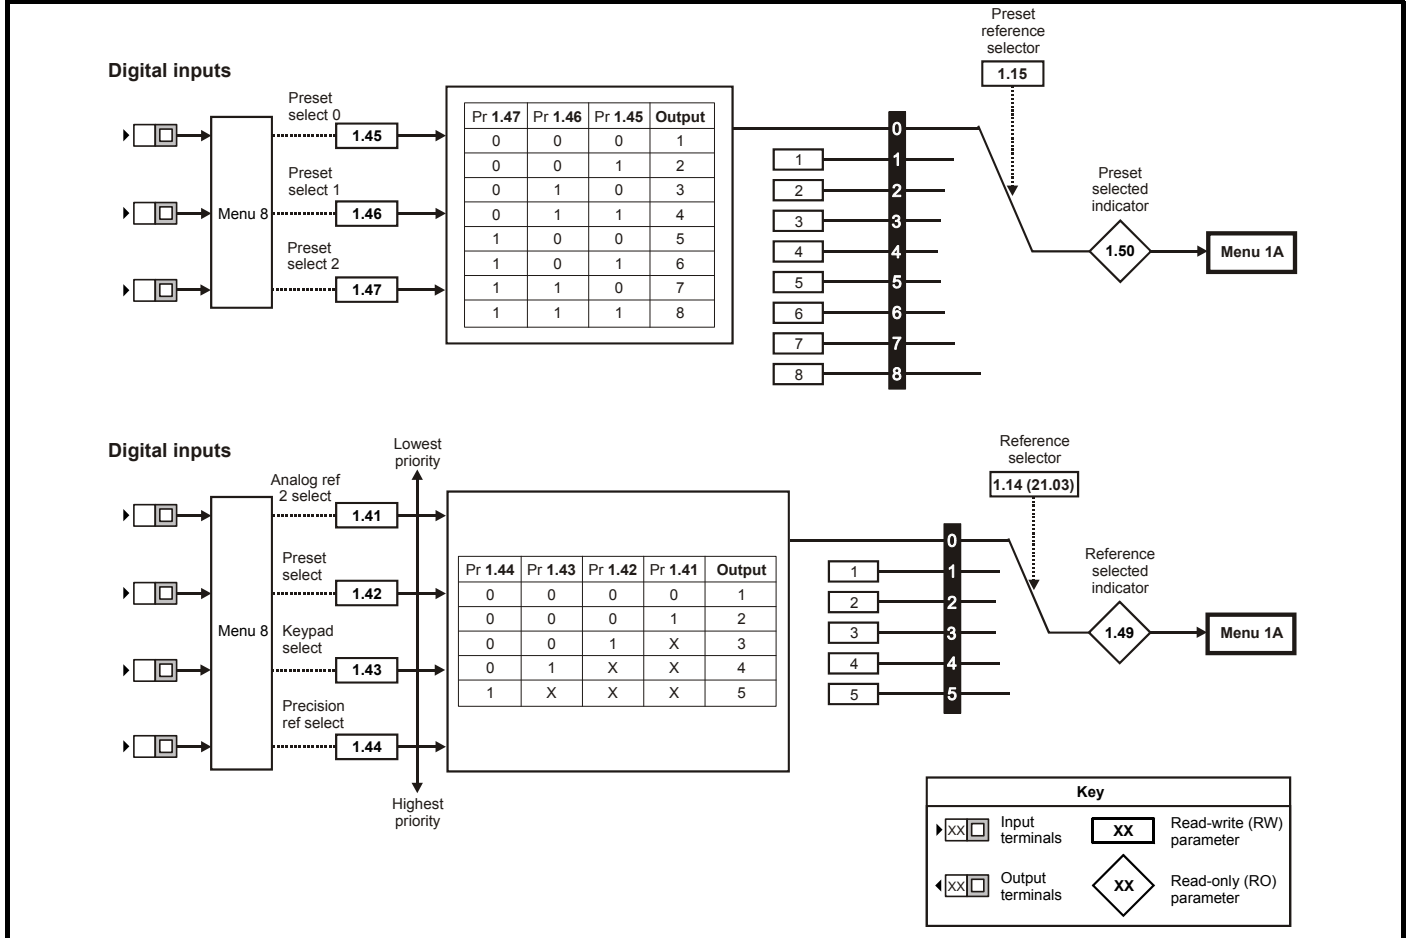 Preset
reference
selector
1.15
Digital inputs
Preset
select 0
1.45
Preset
select 1
Menu 8
1.46
Preset
select 2
1.47
Pr 1.47 Pr 1.46 Pr 1.45 Output
0 0 0 1
0 0 1 2
0 1 0 3
0 1 1 4
1 0 0 5
1 0 1 6
1 1 0 7
1 1 1 8
0
1 1
2 2
3 3
4 4
5 5
6 6
7 7
8 8
Preset
selected
indicator
1.50
Menu 1A
Digital inputs
Lowest
priority
Analog ref
2 select
1.41
Preset
select
1.42
Menu 8
Keypad
select
1.43
Precision
ref select
1.44
Highest
priority
Pr 1.44 Pr 1.43 Pr 1.42 Pr 1.41 Output
0 0 0 0 1
0 0 0 1 2
0 0 1 X 3
0 1 X X 4
1 X X X 5
Reference
selector
1.14 (21.03)
0
1 1
2 2
3 3
4 4
5 5
Reference
selected
indicator
1.49
Menu 1A
Key
XX Input
terminals
XX Read-write (RW)
parameter
XX Output
terminals
XX Read-only (RO)
parameter